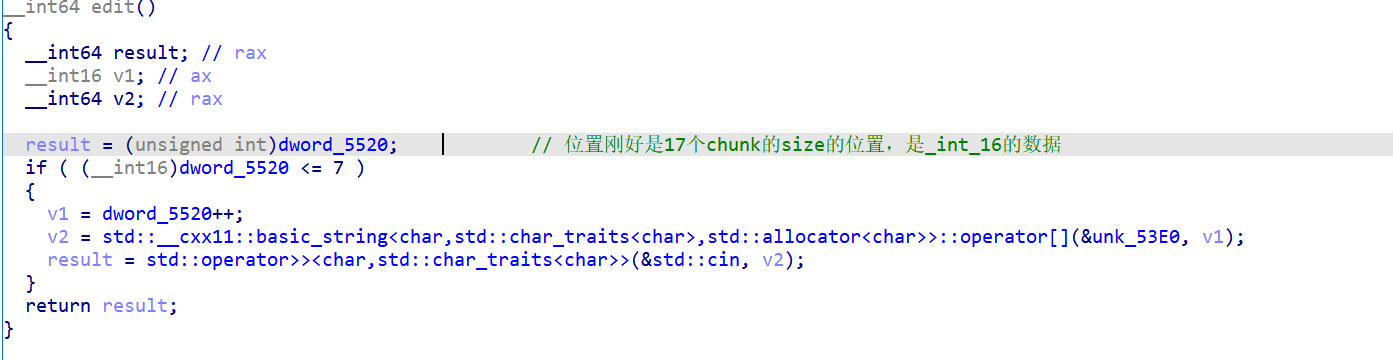 __int64 edit()
{
  __int64 result; // rax
  __int16 v1; // ax
  __int64 v2; // rax

  result = (unsigned int)dword_5520;             // 位置刚好是17个chunk的size的位置，是_int_16的数据
  if ( (__int16)dword_5520 <= 7 )
  {
    v1 = dword_5520++;
    v2 = std::__cxx11::basic_string<char,std::char_traits<char>,std::allocator<char>>::operator[](&unk_53E0, v1);
    result = std::operator>><char,std::char_traits<char>>(&std::cin, v2);
  }
  return result;
}